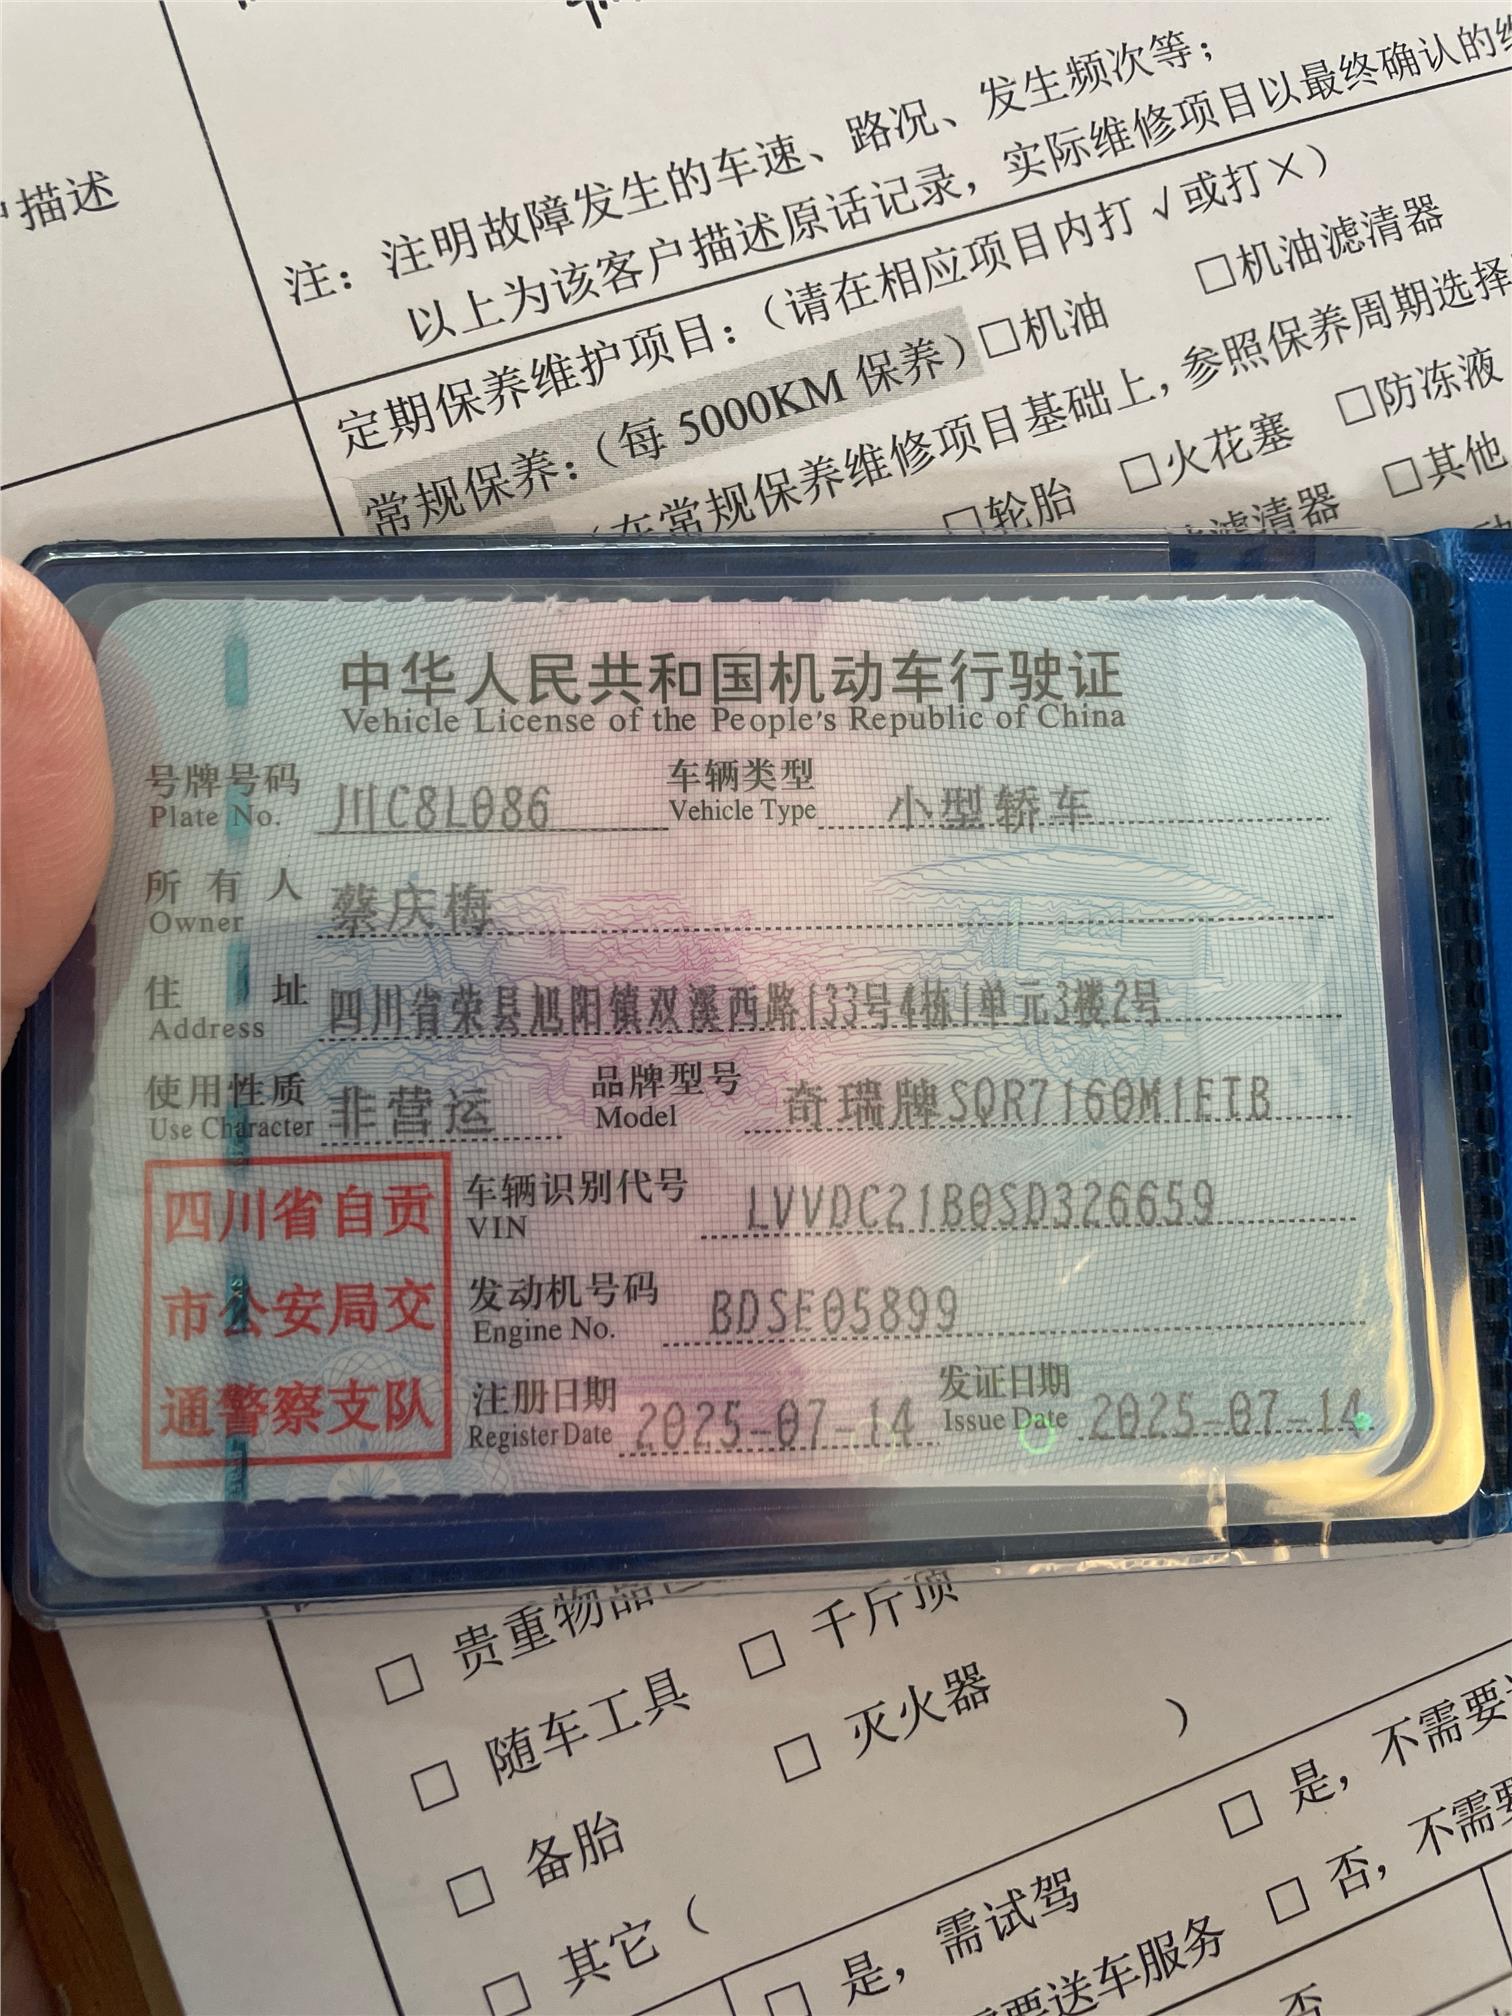 描述
注：注明故障发生的车速、路况、发生频次等；
以上为该客户描述原话记录，实际维修项目以最终确认的
定期保养维护项目：（请在相应项目内打 √或打×）
常规保养：（每 5000KM 保养）□机油 □机油滤清器
在常规保养维修项目基础上，参照保养周期选择
□轮胎 □火花塞 □防冻液
滤清器 □其他
中华人民共和国机动车行驶证
Vehicle License of the People's Republic of China
号牌号码 川C8L086 车辆类型 小型轿车
Plate No. Vehicle Type
所有人 蔡庆梅
Owner
住址 四川省荣县旭阳镇双溪西路133号4栋1单元3楼2号
Address
使用性质 非营运 品牌型号 奇瑞牌SQR7160M1ETB
Use Character Model
四川省自贡
市公安局交
通警察支队
车辆识别代号 LVVDC21B0SD326659
VIN
发动机号码 BDSE05899
Engine No.
注册日期 2025-07-14 发证日期 2025-07-14
Register Date Issue Date
□ 贵重物品
□ 千斤顶
□ 随车工具
□ 灭火器 ）
□ 备胎
□ 其它（
□ 是，需试驾
□ 是，不需要
□ 否，不需要
要送车服务
否